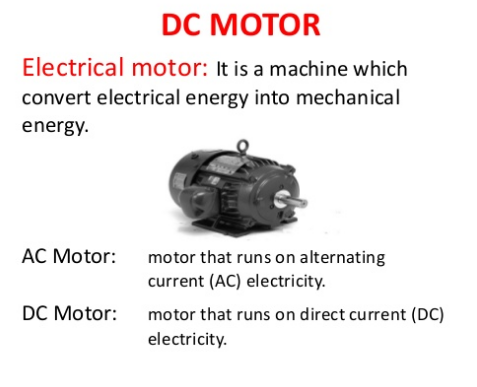 DC MOTOR
Electrical motor: It is a machine which
convert electrical energy into mechanical
energy.
AC Motor: motor that runs on alternating
current (AC) electricity.
DC Motor: motor that runs on direct current (DC)
electricity.